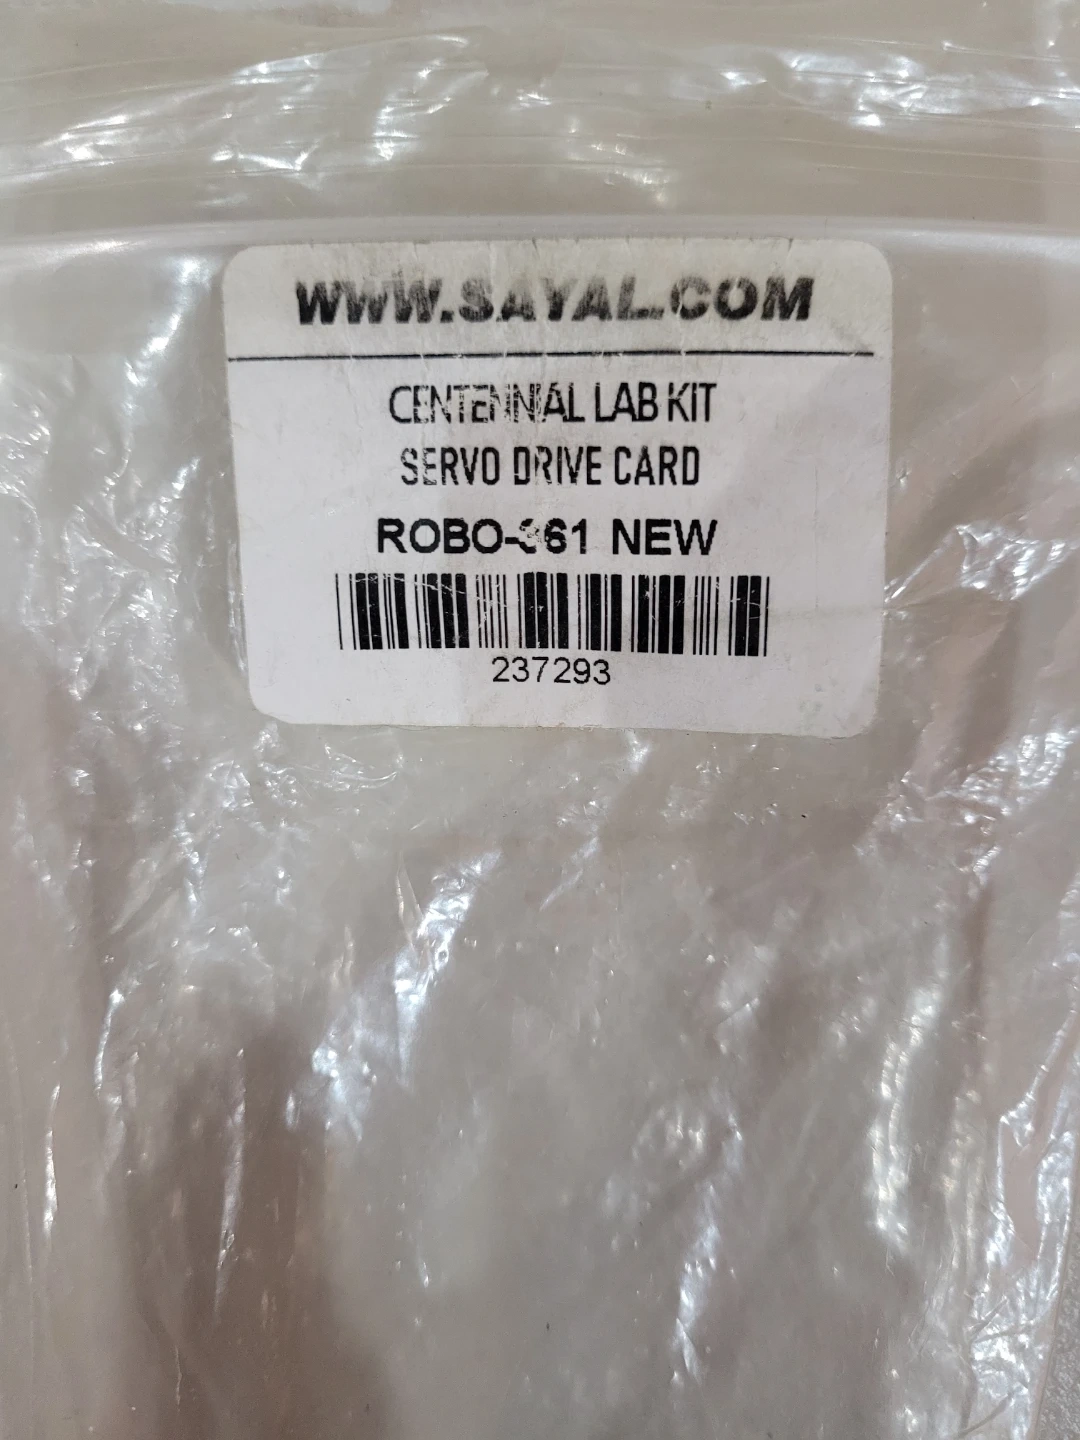 WWW.SAYAL.COM
CENTENNIAL LAB KIT
SERVO DRIVE CARD
ROBO-361 NEW
237293